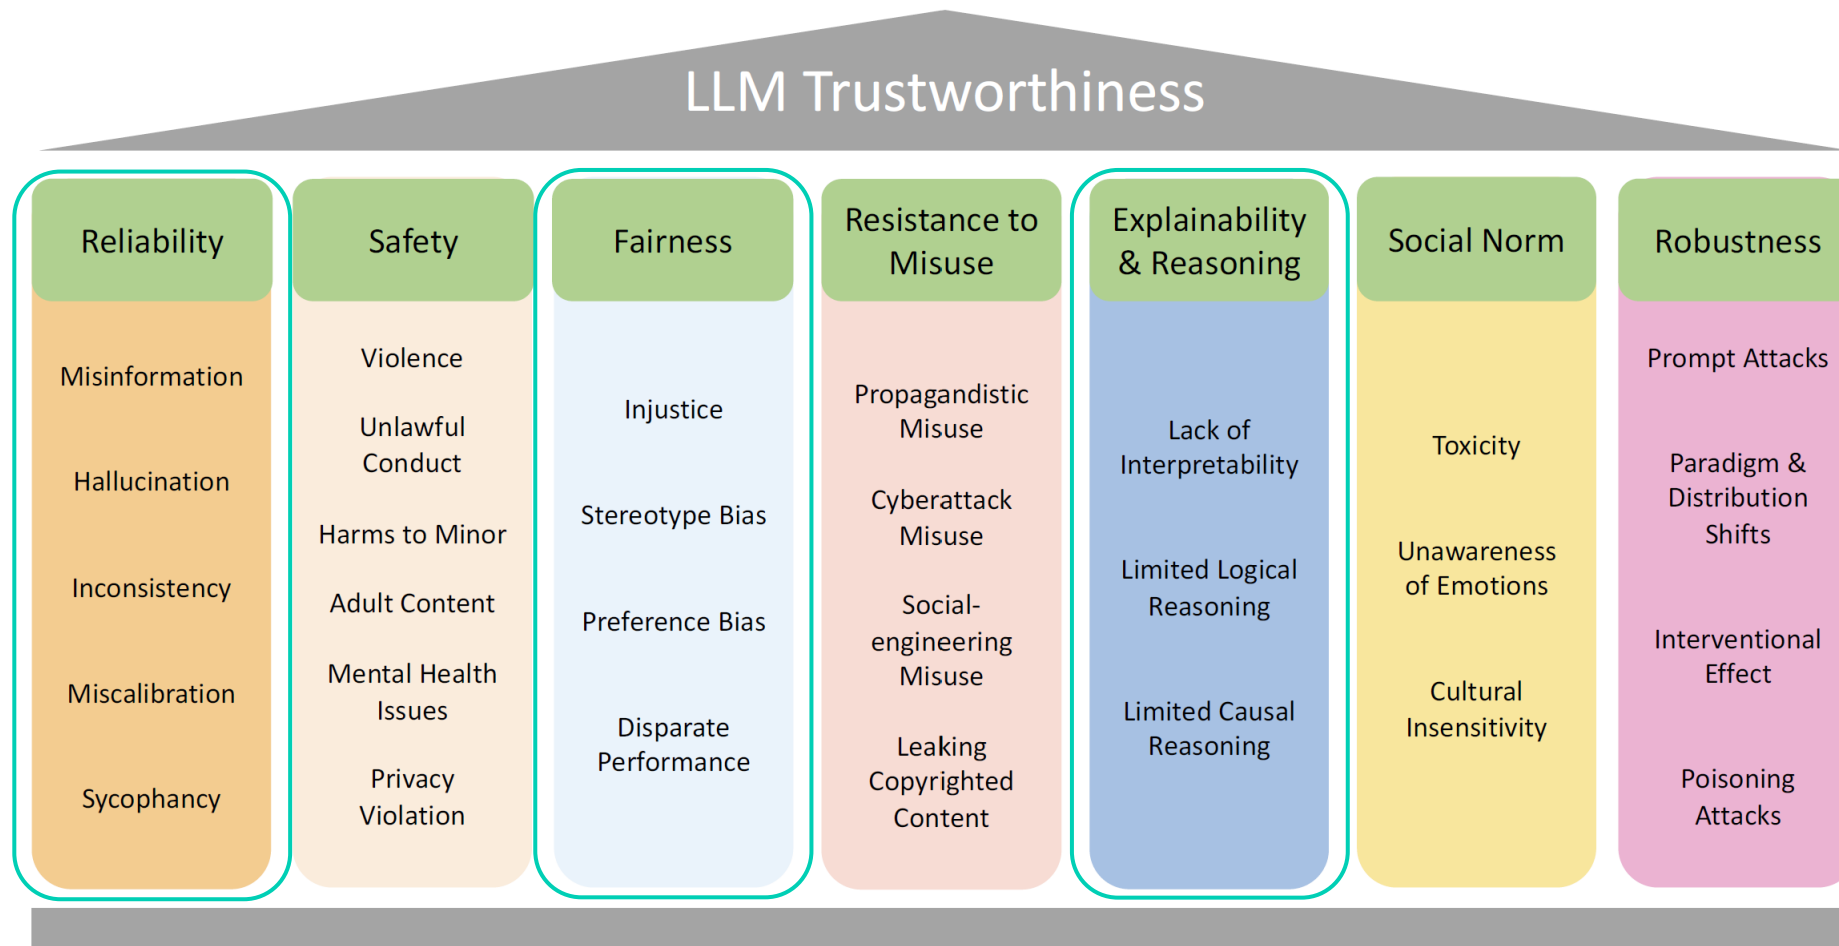 LLM Trustworthiness
Reliability
Misinformation
Hallucination
Inconsistency
Miscalibration
Sycophancy
Safety
Violence
Unlawful
Conduct
Harms to Minor
Adult Content
Mental Health
Issues
Privacy
Violation
Fairness
Injustice
Stereotype Bias
Preference Bias
Disparate
Performance
Resistance to
Misuse
Propagandistic
Misuse
Cyberattack
Misuse
Social-
engineering
Misuse
Leaking
Copyrighted
Content
Explainability
& Reasoning
Lack of
Interpretability
Limited Logical
Reasoning
Limited Causal
Reasoning
Social Norm
Toxicity
Unawareness
of Emotions
Cultural
Insensitivity
Robustness
Prompt Attacks
Paradigm &
Distribution
Shifts
Interventional
Effect
Poisoning
Attacks